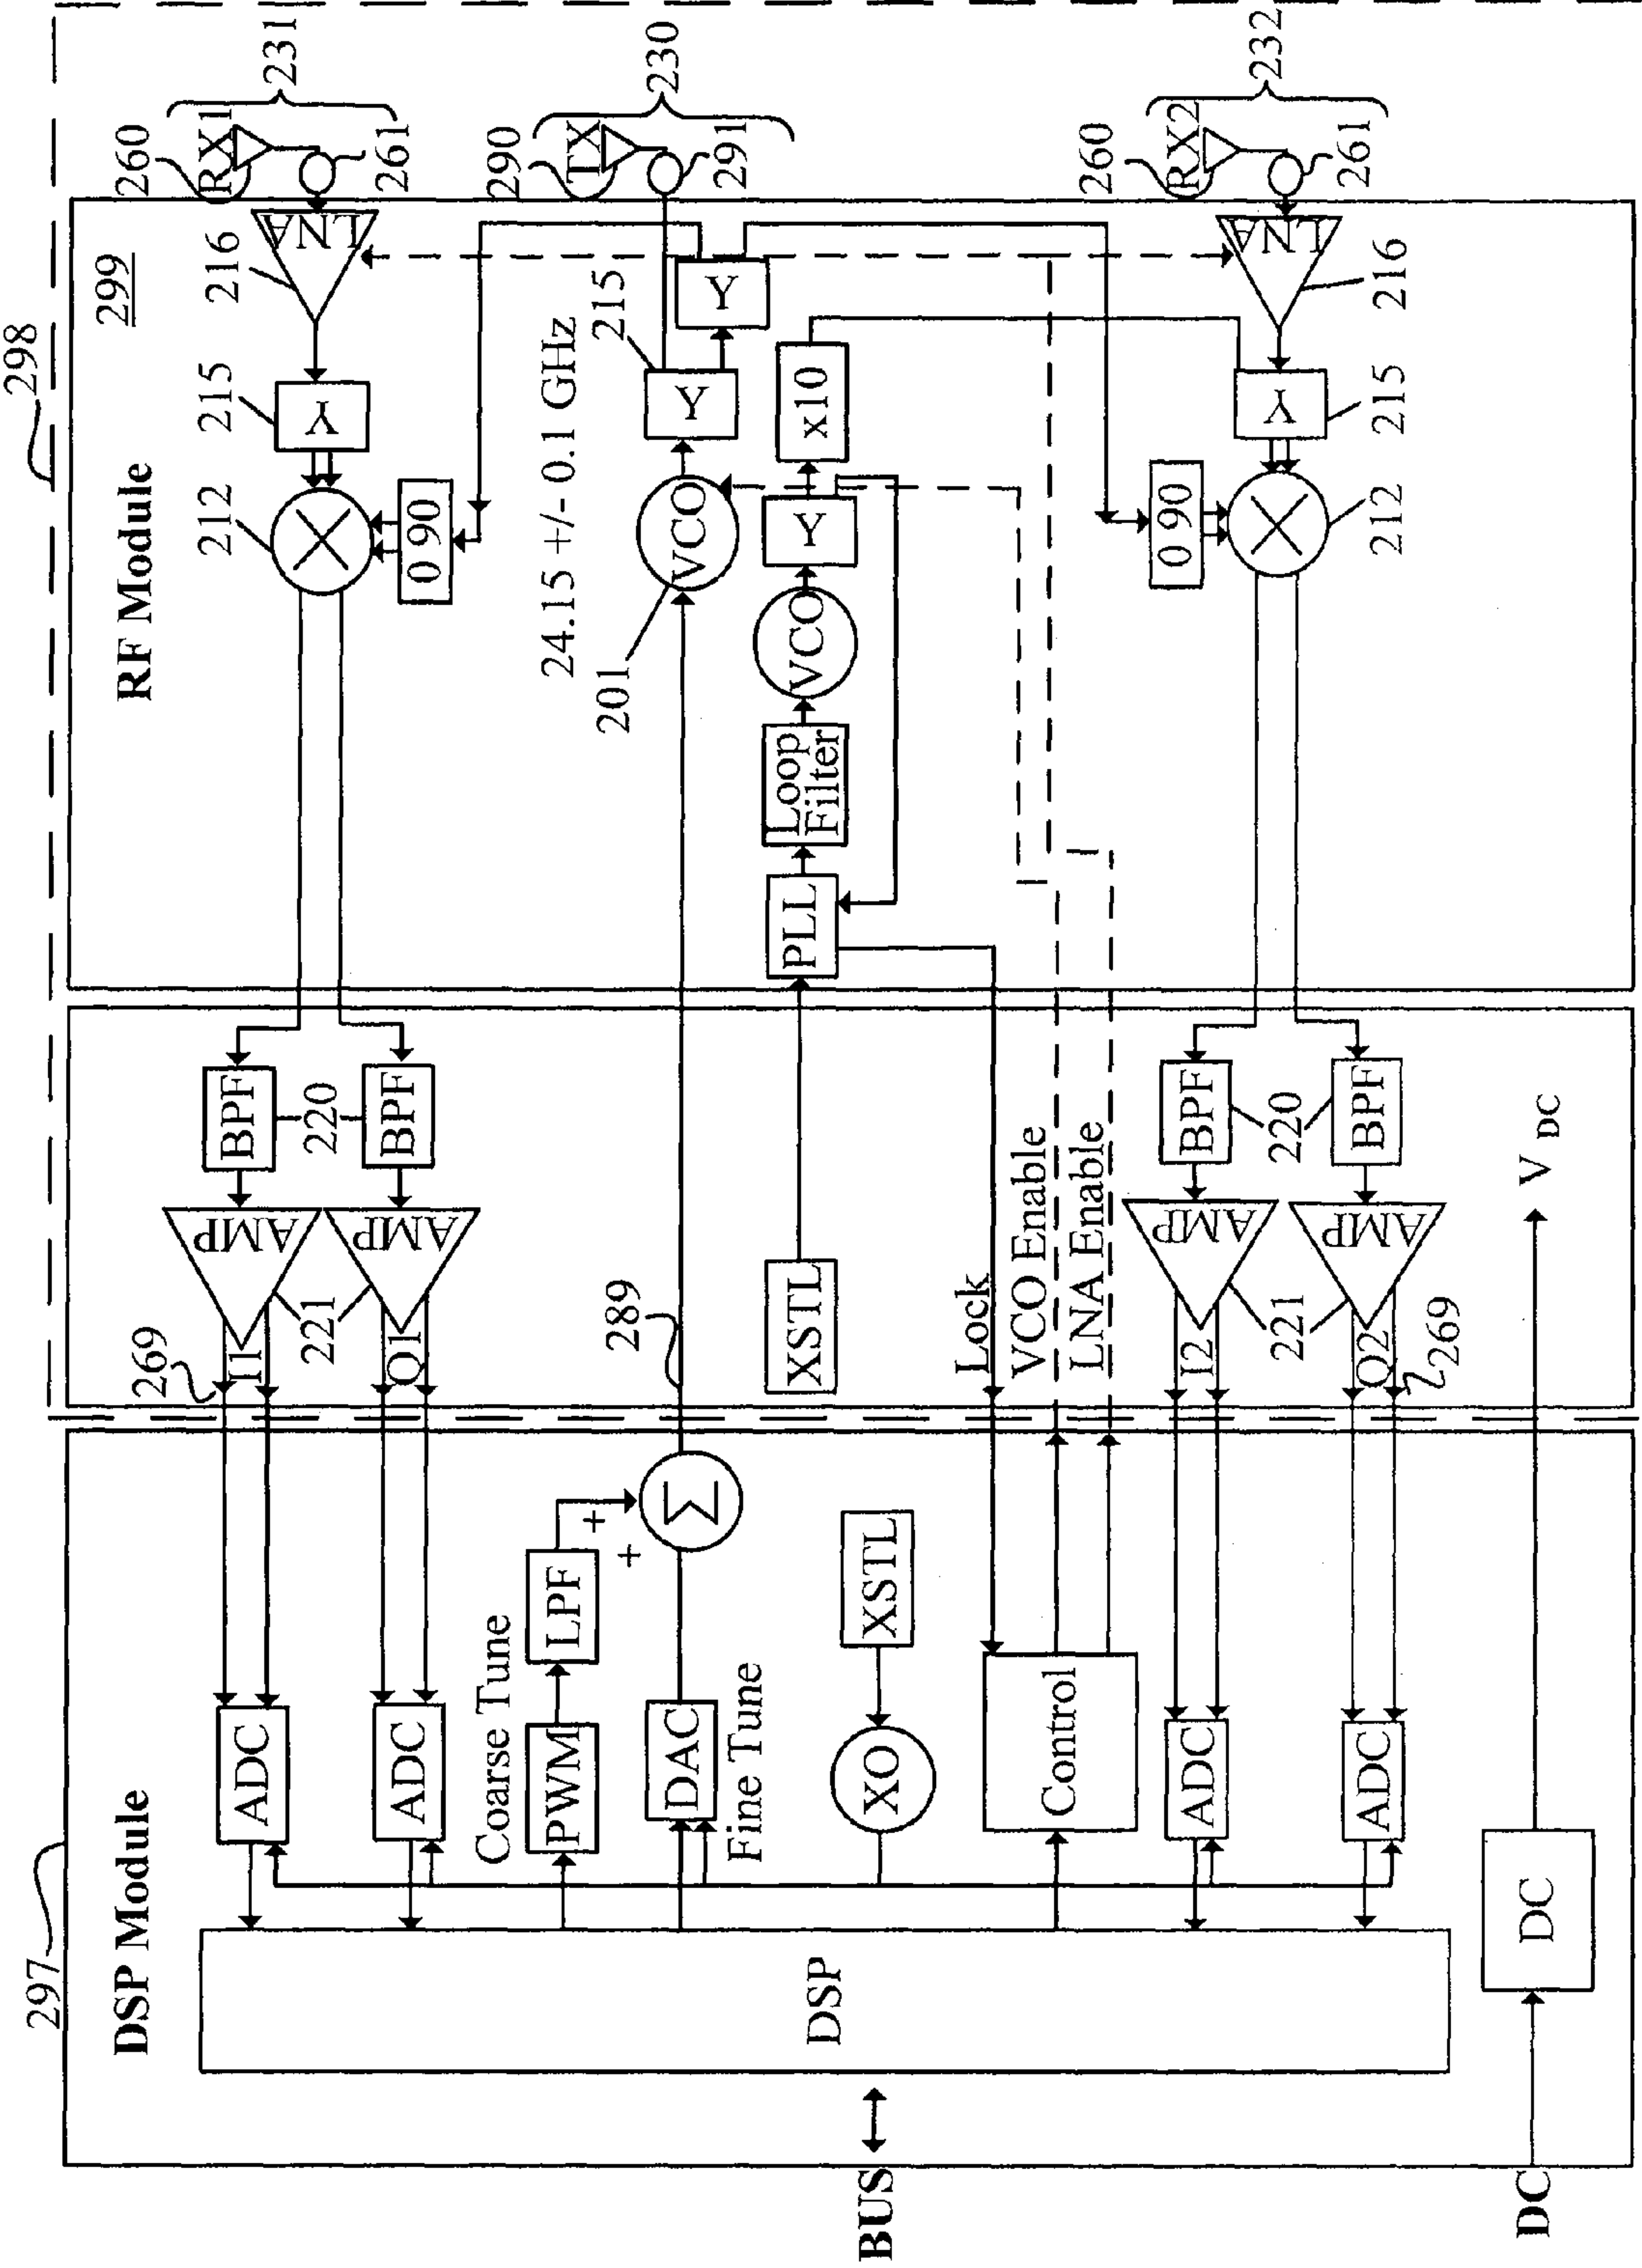 298
299
RF Module
231
260
RX1
261
LNA
216
Y
215
212
0 90
230
290
TX
291
24.15 +/- 0.1 GHz
215
Y
Y
VCO
201
x10
Y
VCO
Loop
Filter
PLL
232
260
RX2
261
LNA
216
Y
215
212
0 90
BPF
220
BPF
AMP
AMP
221
269
I1
Q1
289
XSTL
Lock
VCO Enable
LNA Enable
BPF
220
BPF
AMP
AMP
221
I2
Q2
269
V DC
297
DSP Module
ADC
ADC
Coarse Tune
PWM
LPF
+
+
Σ
DAC
Fine Tune
XSTL
XO
Control
ADC
ADC
DSP
DC
BUS
DC